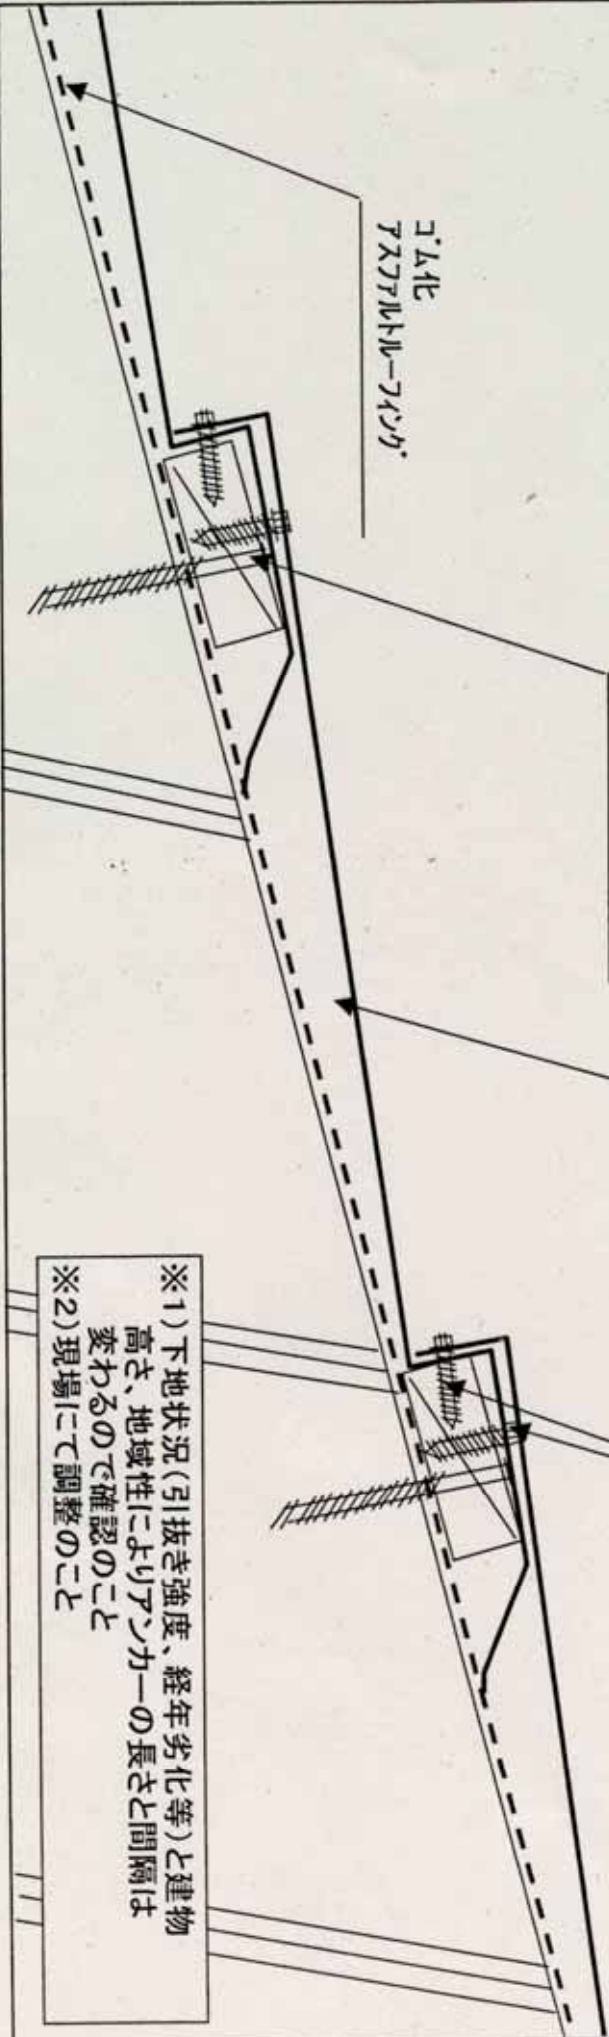 ゴム化
アスファルトルーフィング
※1)下地状況(引抜き強度、経年劣化等)と建物
高さ、地域性によりアンカーの長さと間隔は
変わるので確認のこと
※2)現場にて調整のこと